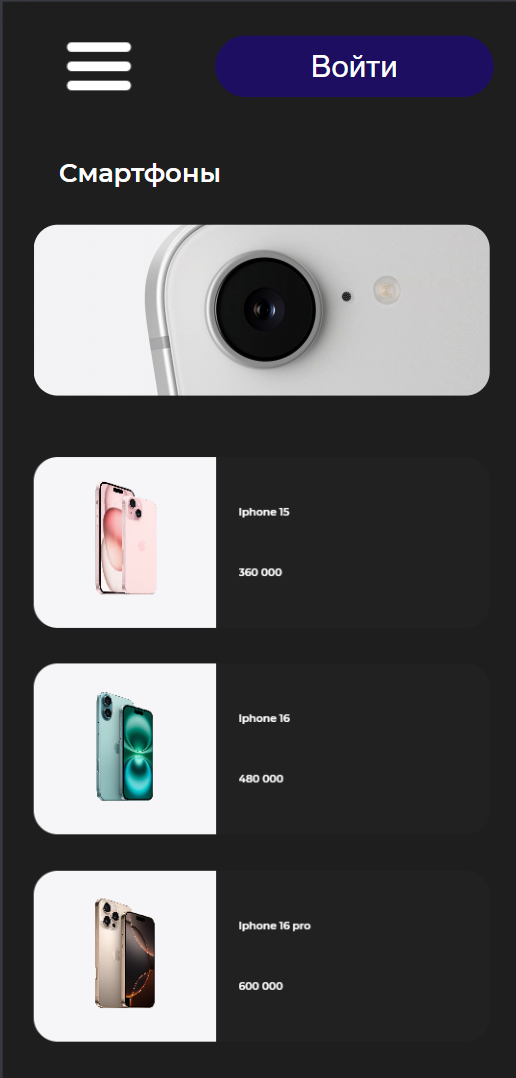 Войти
Смартфоны
Iphone 15
360 000
Iphone 16
480 000
Iphone 16 pro
600 000